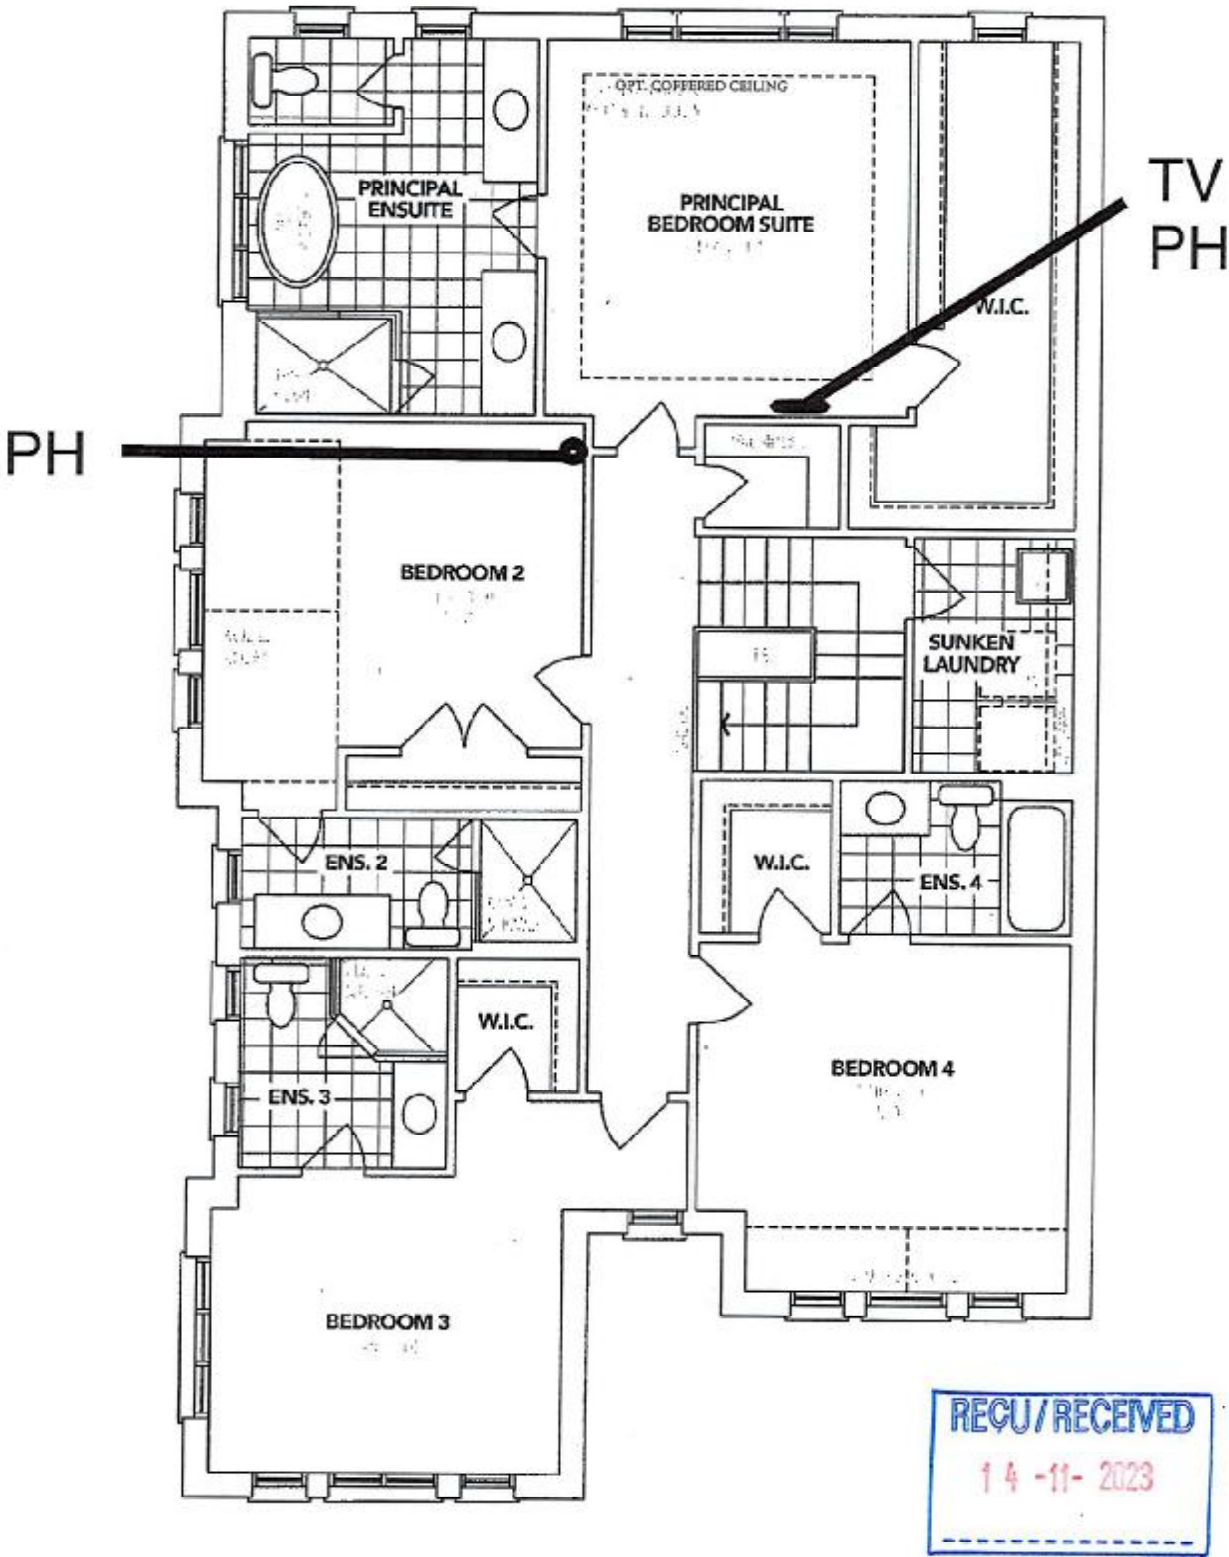 OPT. COFFERED CEILING
PRINCIPAL
ENSUITE
PRINCIPAL
BEDROOM SUITE
TV
PH
W.I.C.
PH
BEDROOM 2
SUNKEN
LAUNDRY
ENS. 2
W.I.C.
ENS. 4
W.I.C.
ENS. 3
BEDROOM 4
BEDROOM 3
REÇU / RECEIVED
14 -11- 2023